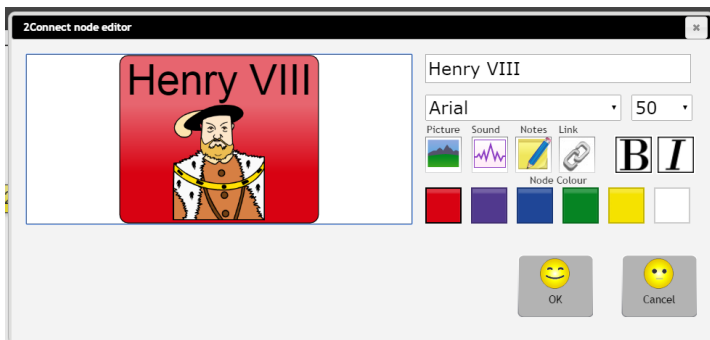 2Connect node editor
Henry VIII
Henry VIII
Arial 50
Picture Sound Notes Link
B I
Node Colour
OK Cancel